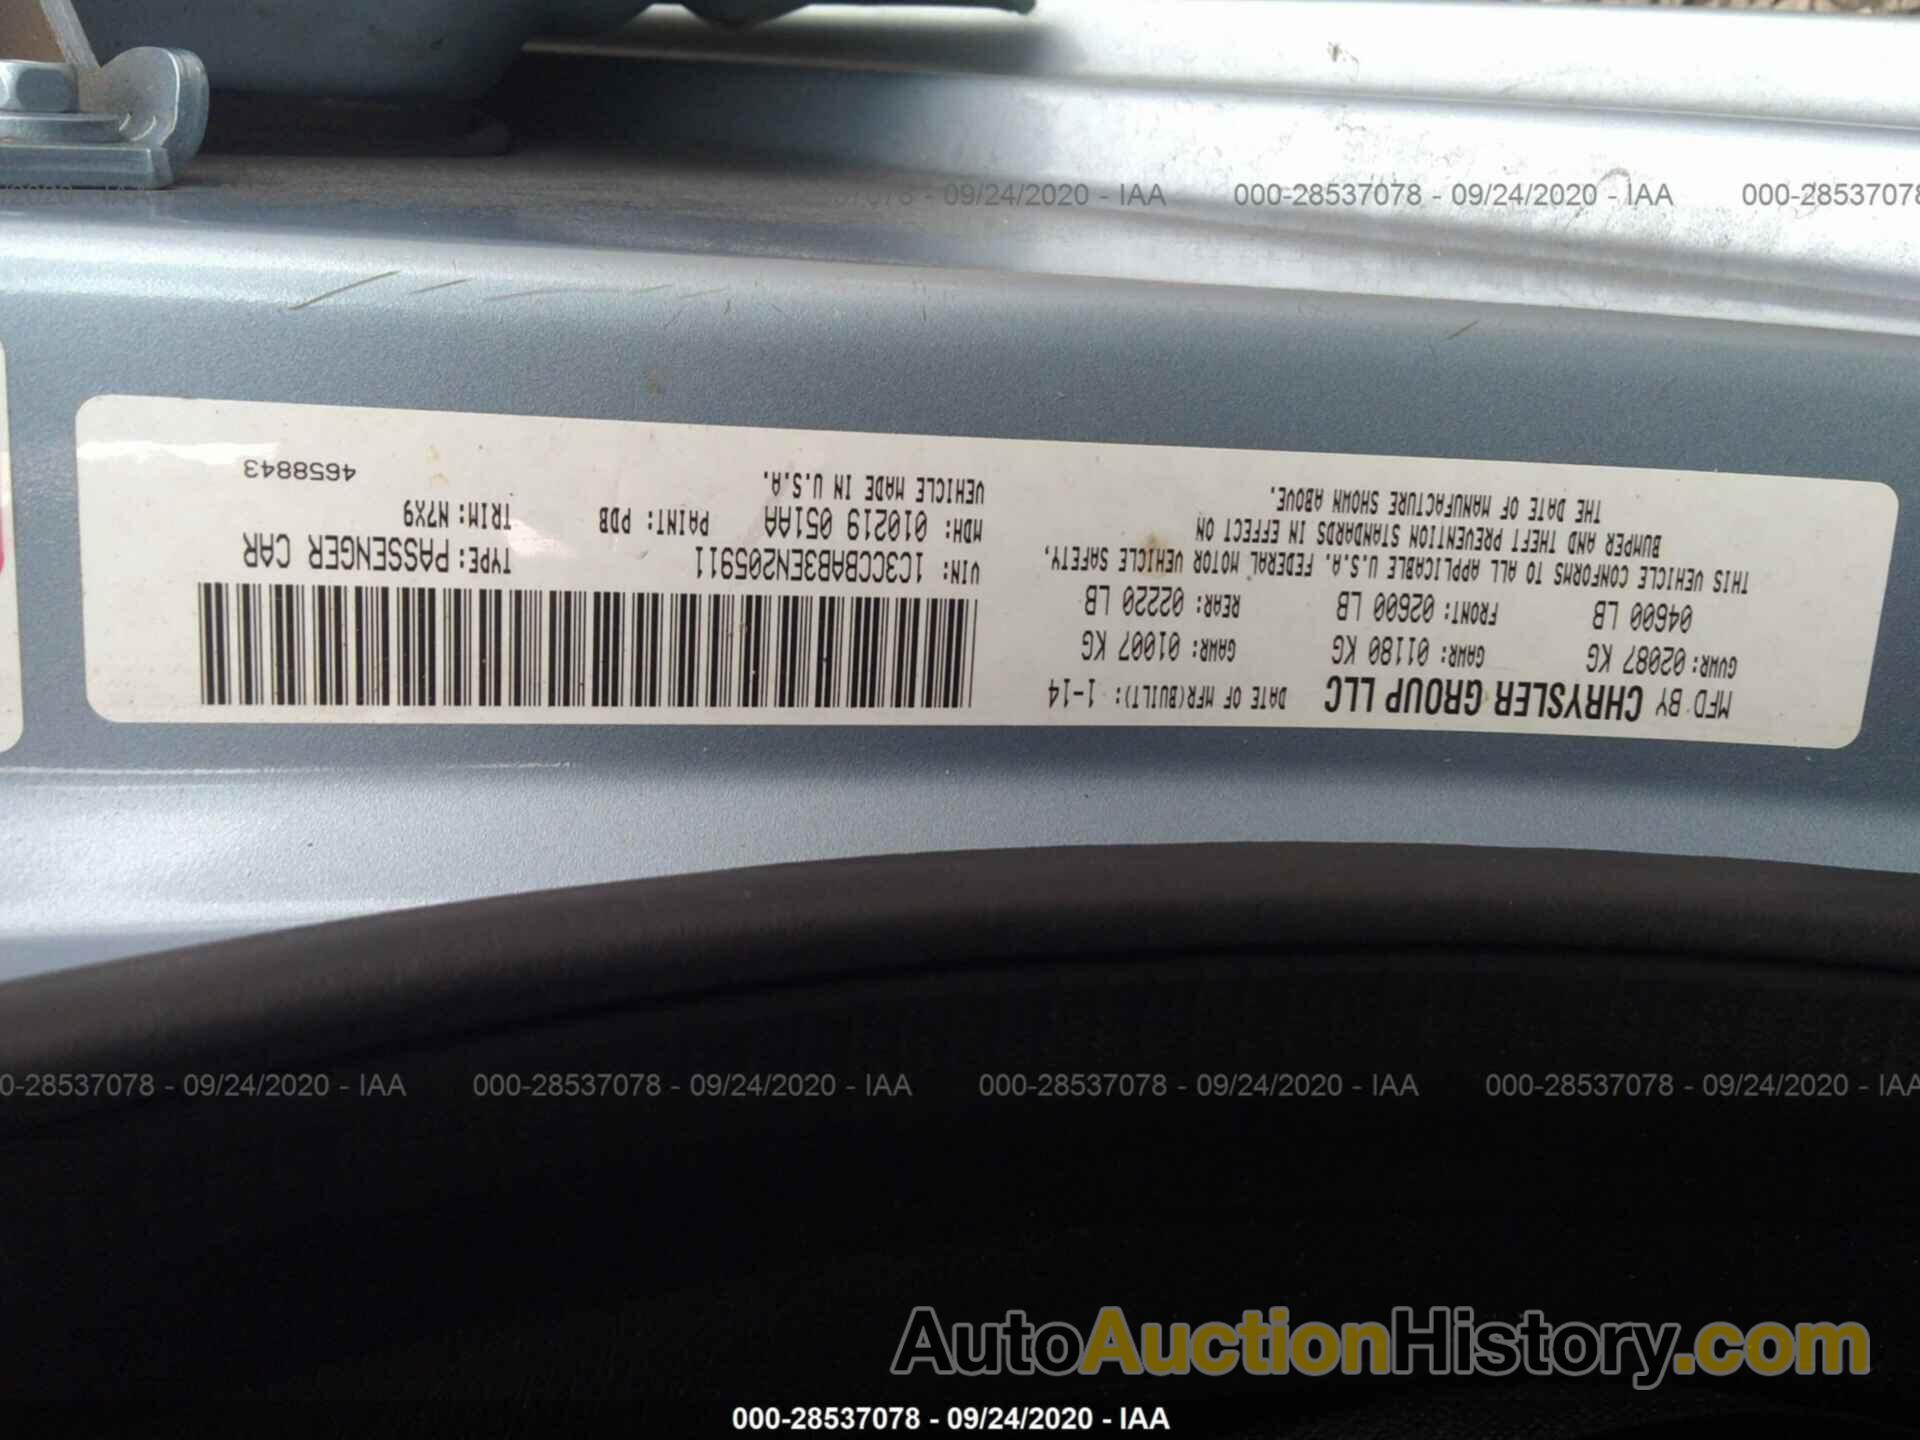 MFD BY CHRYSLER GROUP LLC DATE OF MFR(BUILT): 1-14
GVWR: 02087 KG GAWR: 01180 KG GAWR: 01007 KG
04600 LB FRONT: 02600 LB REAR: 02220 LB
THIS VEHICLE CONFORMS TO ALL APPLICABLE U.S.A. FEDERAL MOTOR VEHICLE SAFETY,
BUMPER AND THEFT PREVENTION STANDARDS IN EFFECT ON
THE DATE OF MANUFACTURE SHOWN ABOVE.
VIN: 1C3CCBAB3EN205911 TYPE: PASSENGER CAR
MDH: 010219 051AA PAINT: PDB TRIM: N7X9
VEHICLE MADE IN U.S.A. 4658843
/2020 - IAA 37078 - 09/24/2020 - IAA 000-28537078 - 09/24/2020 - IAA 000-28537078
0-28537078 - 09/24/2020 - IAA 000-28537078 - 09/24/2020 - IAA 000-28537078 - 09/24/2020 - IAA 000-28537078 - 09/24/2020 - IAA
AutoAuctionHistory.com
000-28537078 - 09/24/2020 - IAA